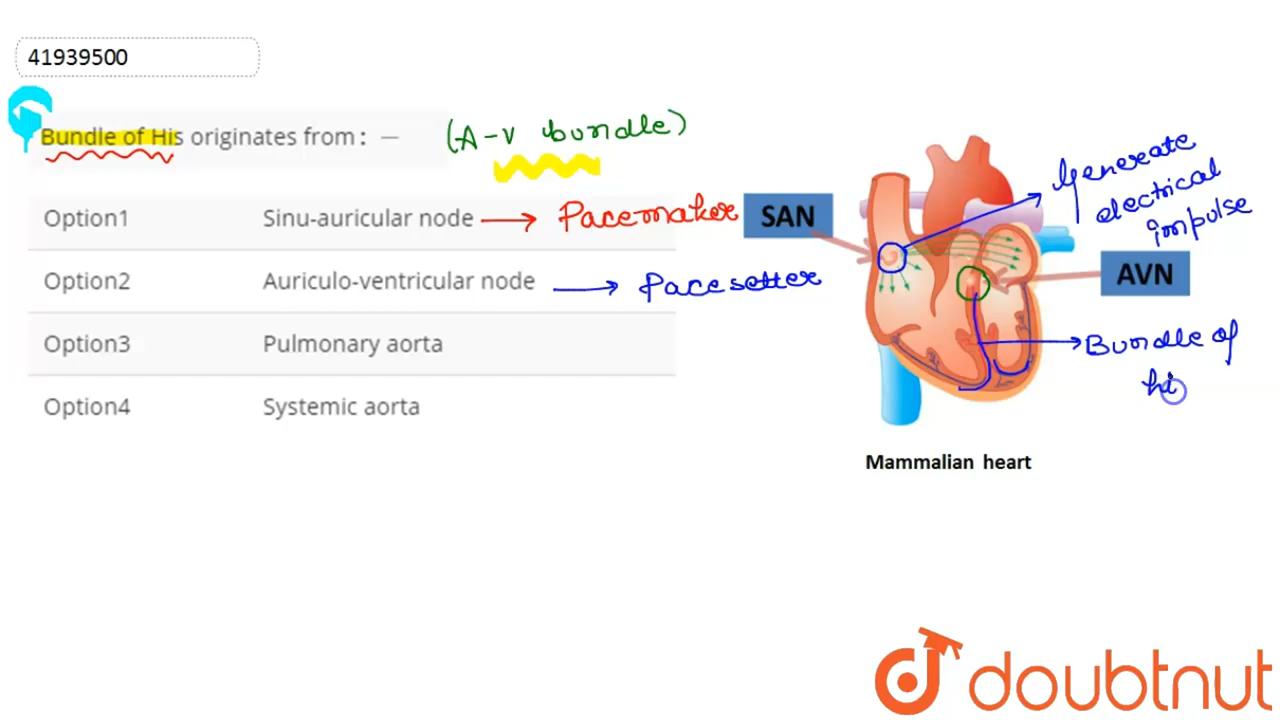 41939500
Bundle of His originates from : — (A-V bundle)
Option1 Sinu-auricular node → Pacemaker
Option2 Auriculo-ventricular node → Pacesetter
Option3 Pulmonary aorta
Option4 Systemic aorta
SAN
Generate
electrical
impulse
AVN
Bundle of
hi
Mammalian heart
doubtnut